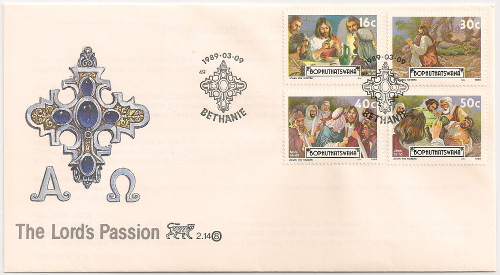 16c
BOPHUTHATSWANA
30c
BOPHUTHATSWANA
40c
BOPHUTHATSWANA
50c
BOPHUTHATSWANA
1989-03-09
BETHANIE
1989-03-09
BETHANIE
Α Ω
The Lord's Passion 2.14